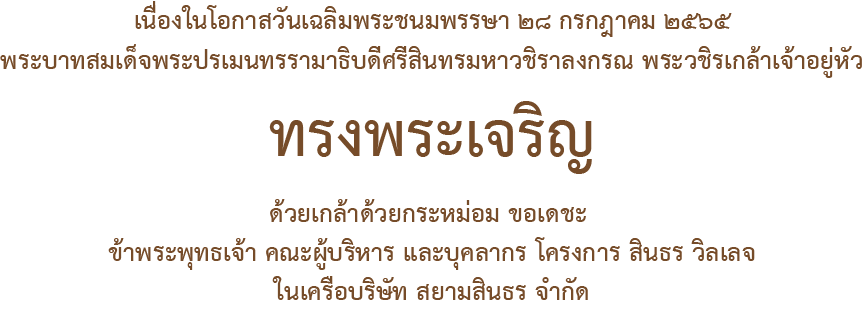 เนื่องในโอกาสวันเฉลิมพระชนมพรรษา ๒๘ กรกฎาคม ๒๕๖๕
พระบาทสมเด็จพระปรเมนทรรามาธิบดีศรีสินทรมหาวชิราลงกรณ พระวชิรเกล้าเจ้าอยู่หัว
ทรงพระเจริญ
ด้วยเกล้าด้วยกระหม่อม ขอเดชะ
ข้าพระพุทธเจ้า คณะผู้บริหาร และบุคลากร โครงการ สินธร วิลเลจ
ในเครือบริษัท สยามสินธร จำกัด